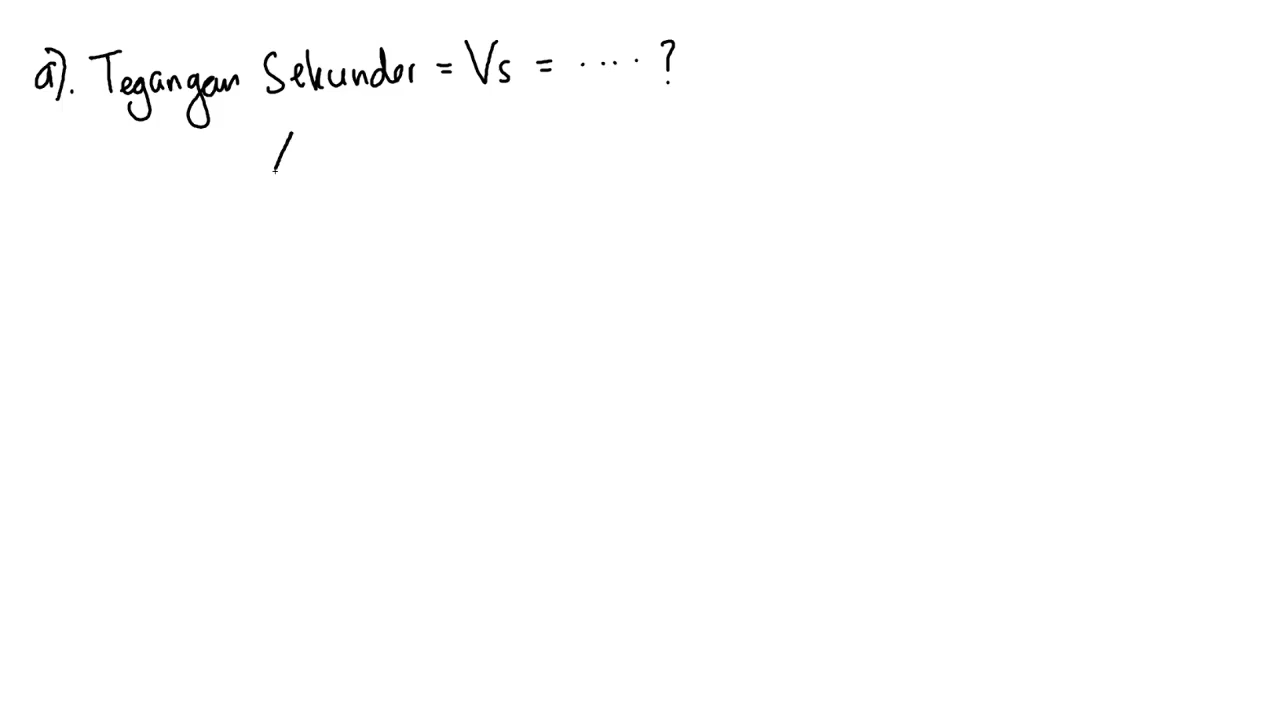 a). Tegangan Sekunder = Vs = .... ?